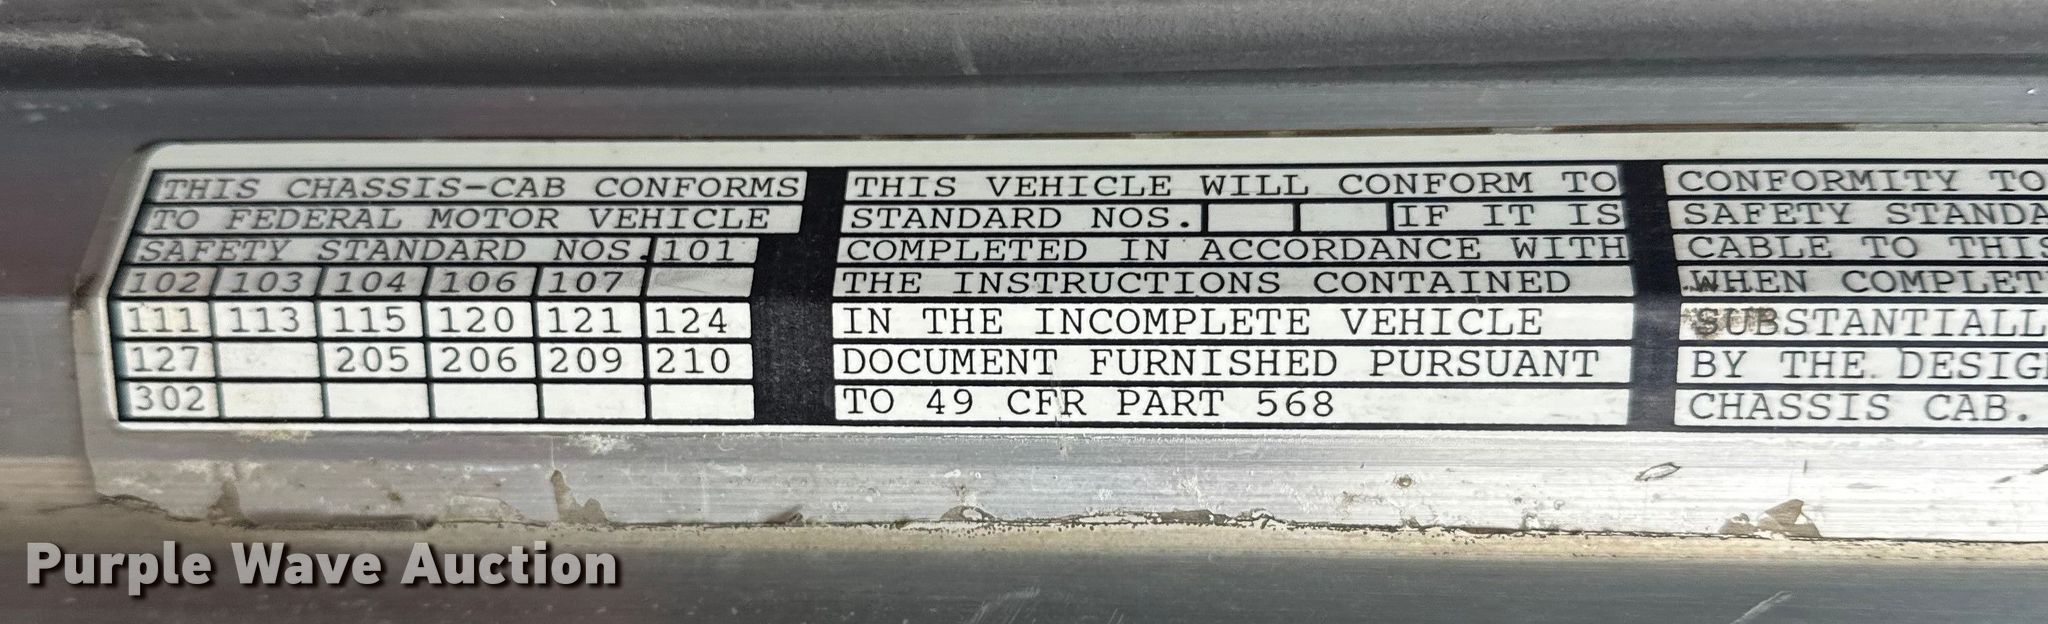 THIS CHASSIS-CAB CONFORMS
TO FEDERAL MOTOR VEHICLE
SAFETY STANDARD NOS. 101
102 103 104 106 107
111 113 115 120 121 124
127 205 206 209 210
302
THIS VEHICLE WILL CONFORM TO
STANDARD NOS. IF IT IS
COMPLETED IN ACCORDANCE WITH
THE INSTRUCTIONS CONTAINED
IN THE INCOMPLETE VEHICLE
DOCUMENT FURNISHED PURSUANT
TO 49 CFR PART 568
CONFORMITY TO
SAFETY STANDA
CABLE TO THIS
WHEN COMPLET
SUBSTANTIALL
BY THE DESIG
CHASSIS CAB.
Purple Wave Auction